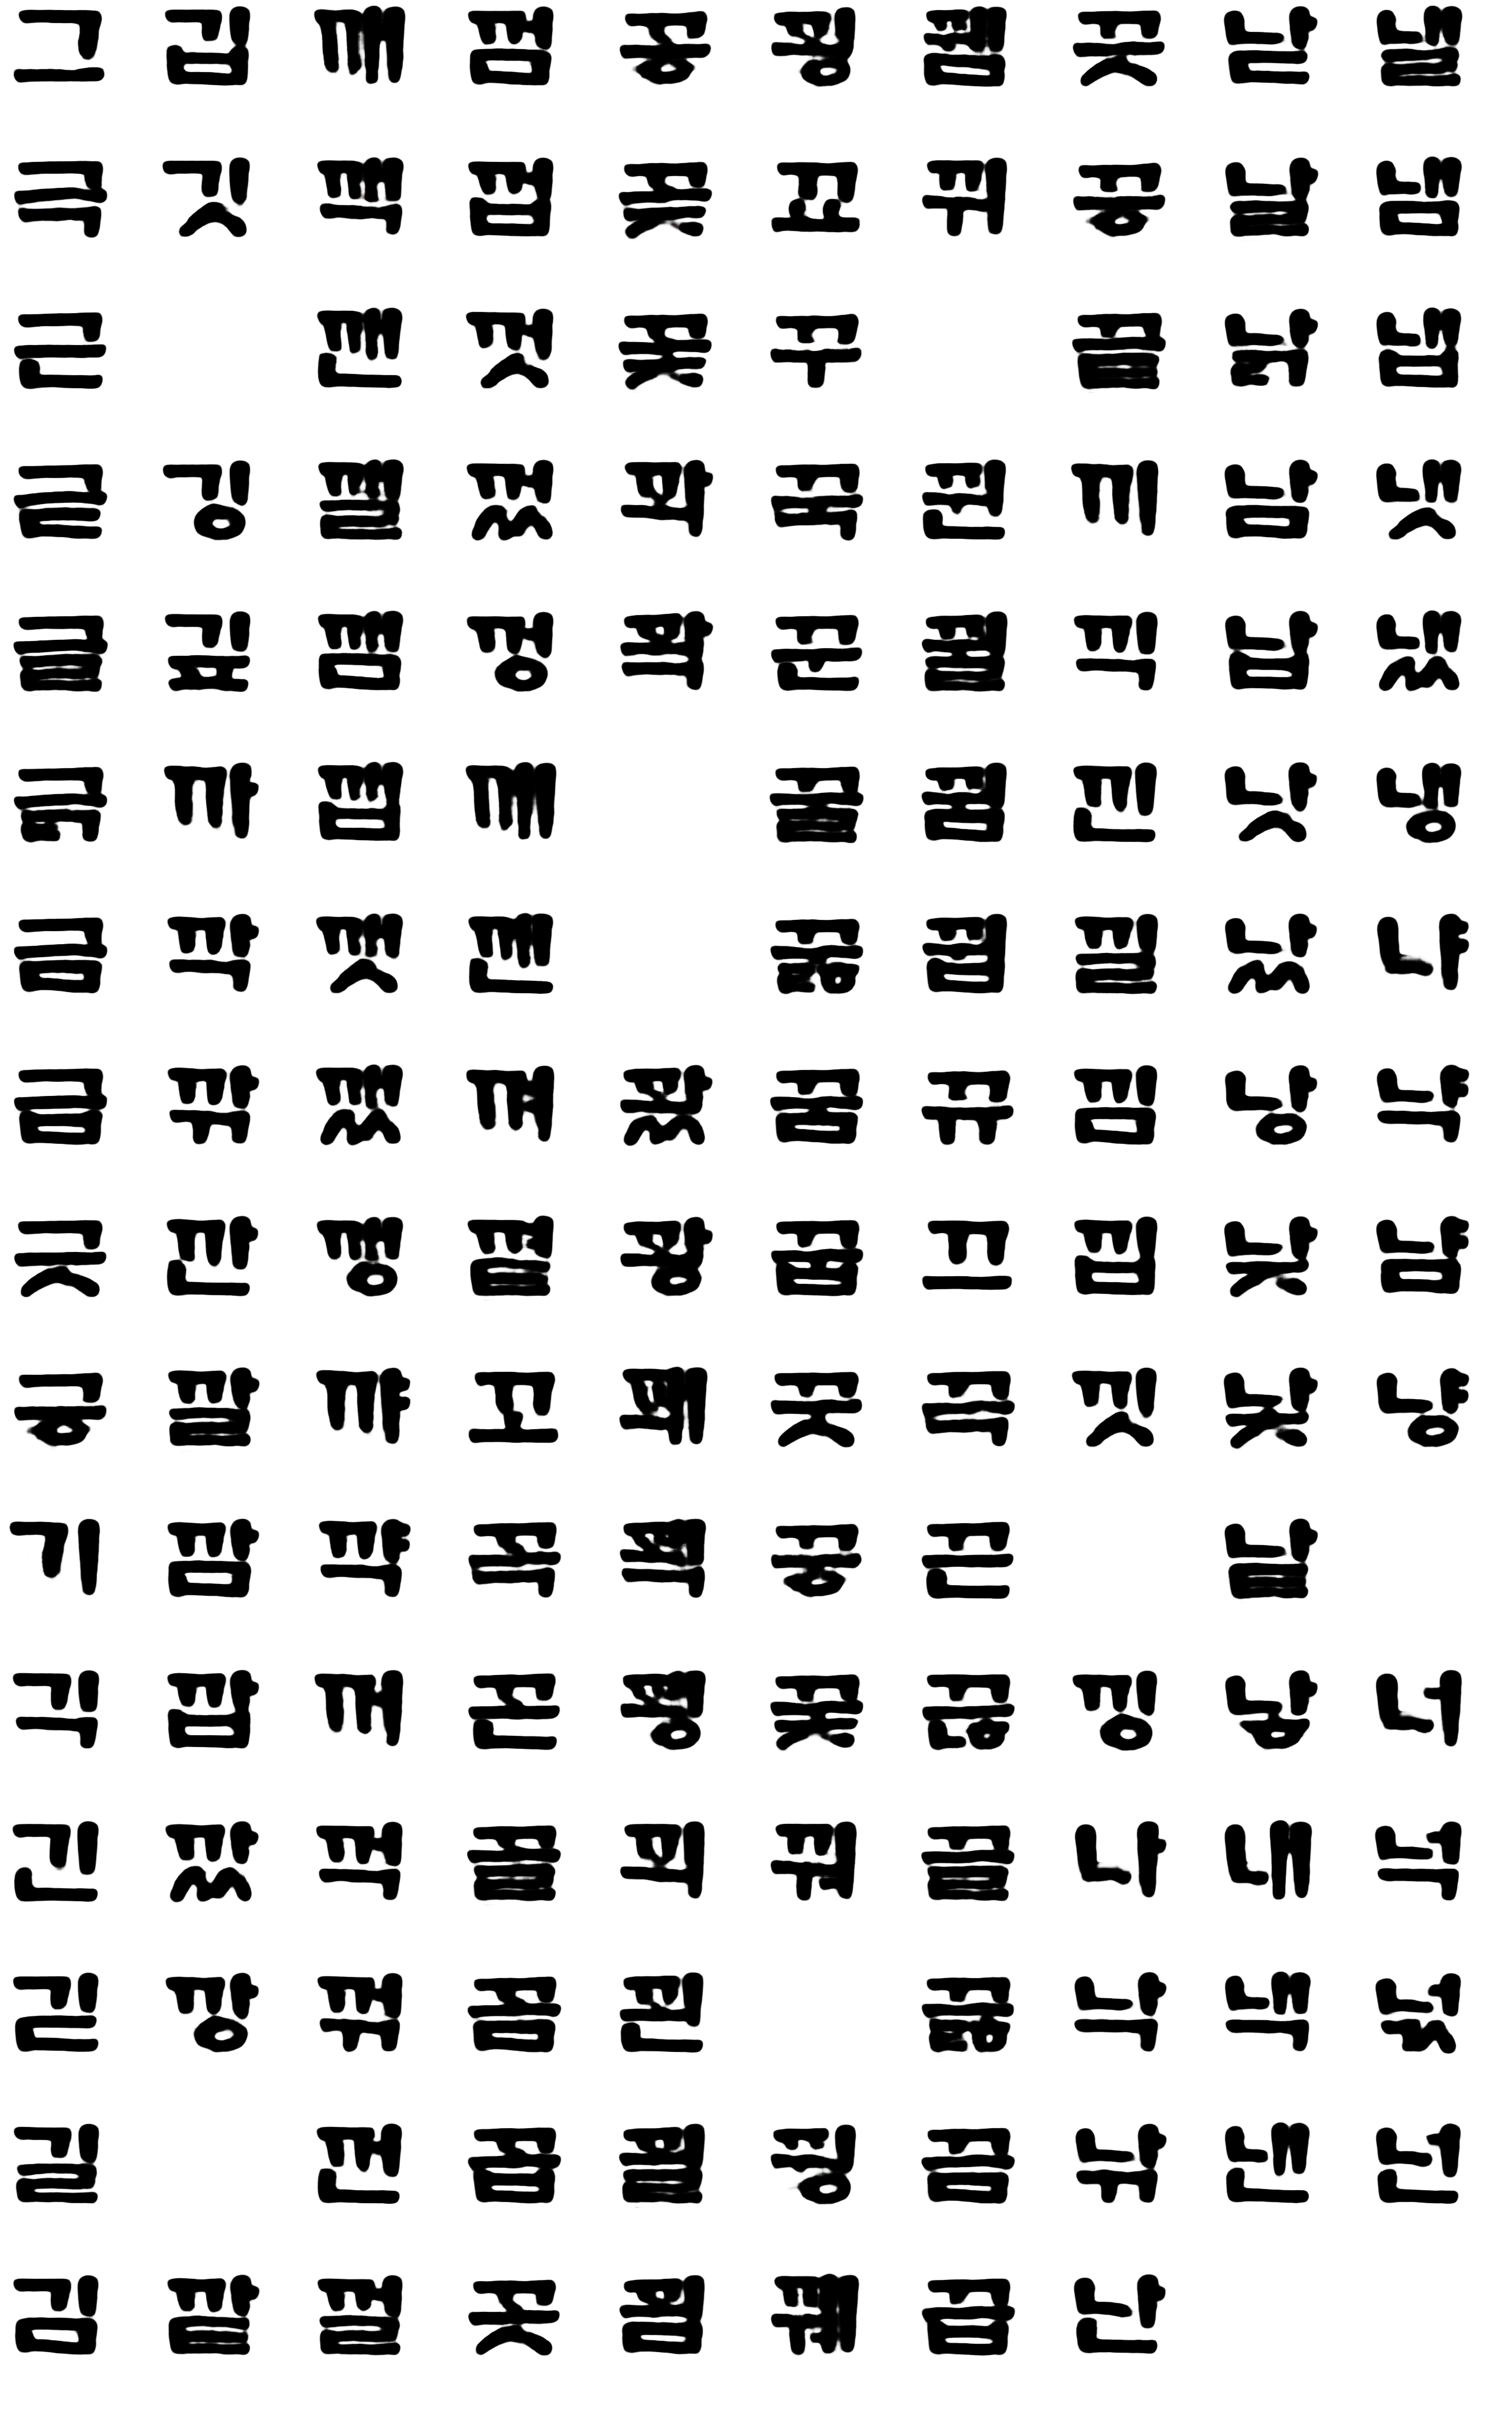 그 깁 깨 껌 꽁 꾕 뀀 끗 낟 낼
극 깃 깩 껍 꽂 꾜 뀌 끙 날 냄
근 깬 껏 꽃 꾸 끝 낡 냅
귿 깅 깰 껐 꽈 꾹 뀐 끼 남 냇
글 깊 깸 껑 꽉 꾼 뀔 끽 납 냈
긁 까 깹 께 꿀 뀜 낀 낫 냉
금 깍 깻 껜 꿇 뀝 낄 났 냐
급 깎 깼 껴 꽜 꿈 뀨 낌 낭 냑
긋 깐 깽 껼 꽝 꿉 끄 낍 낮 냠
긍 깔 꺄 꼬 꽤 꿋 끅 낏 낯 냥
기 깜 꺅 꼭 꽥 꿍 끈 낱
긱 깝 꺼 꼰 꽹 꿎 끊 낑 낳 너
긴 깠 꺽 꼴 꾀 꿔 끌 나 내 넉
긷 깡 꺾 꼼 꾄 끓 낙 낵 넋
길 껀 꼽 꾈 꿩 끔 낚 낸 넌
김 깥 껄 꼿 꾐 꿰 끕 난